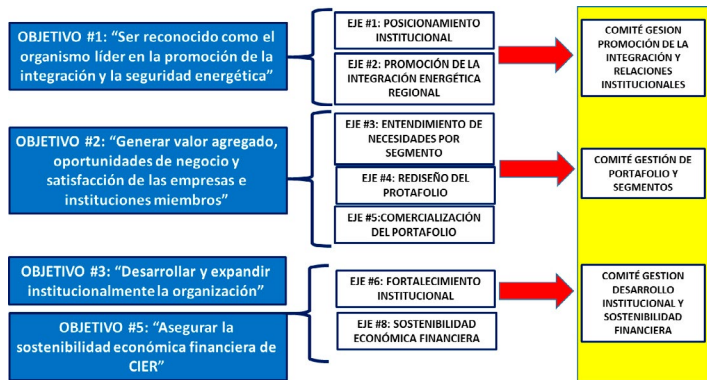 OBJETIVO #1: “Ser reconocido como el
organismo líder en la promoción de la
integración y la seguridad energética”
EJE #1: POSICIONAMIENTO
INSTITUCIONAL
EJE #2: PROMOCIÓN DE LA
INTEGRACIÓN ENERGÉTICA
REGIONAL
COMITÉ GESION
PROMOCIÓN DE LA
INTEGRACIÓN Y
RELACIONES
INSTITUCIONALES
OBJETIVO #2: “Generar valor agregado,
oportunidades de negocio y
satisfacción de las empresas e
instituciones miembros”
EJE #3: ENTENDIMIENTO DE
NECESIDADES POR
SEGMENTO
EJE #4: REDISEÑO DEL
PROTAFOLIO
EJE #5:COMERCIALIZACIÓN
DEL PORTAFOLIO
COMITÉ GESTIÓN DE
PORTAFOLIO Y
SEGMENTOS
OBJETIVO #3: “Desarrollar y expandir
institucionalmente la organización”
OBJETIVO #5: “Asegurar la
sostenibilidad económica financiera de
CIER”
EJE #6: FORTALECIMIENTO
INSTITUCIONAL
EJE #8: SOSTENIBILIDAD
ECONÓMICA FINANCIERA
COMITÉ GESTION
DESARROLLO
INSTITUCIONAL Y
SOSTENIBILIDAD
FINANCIERA